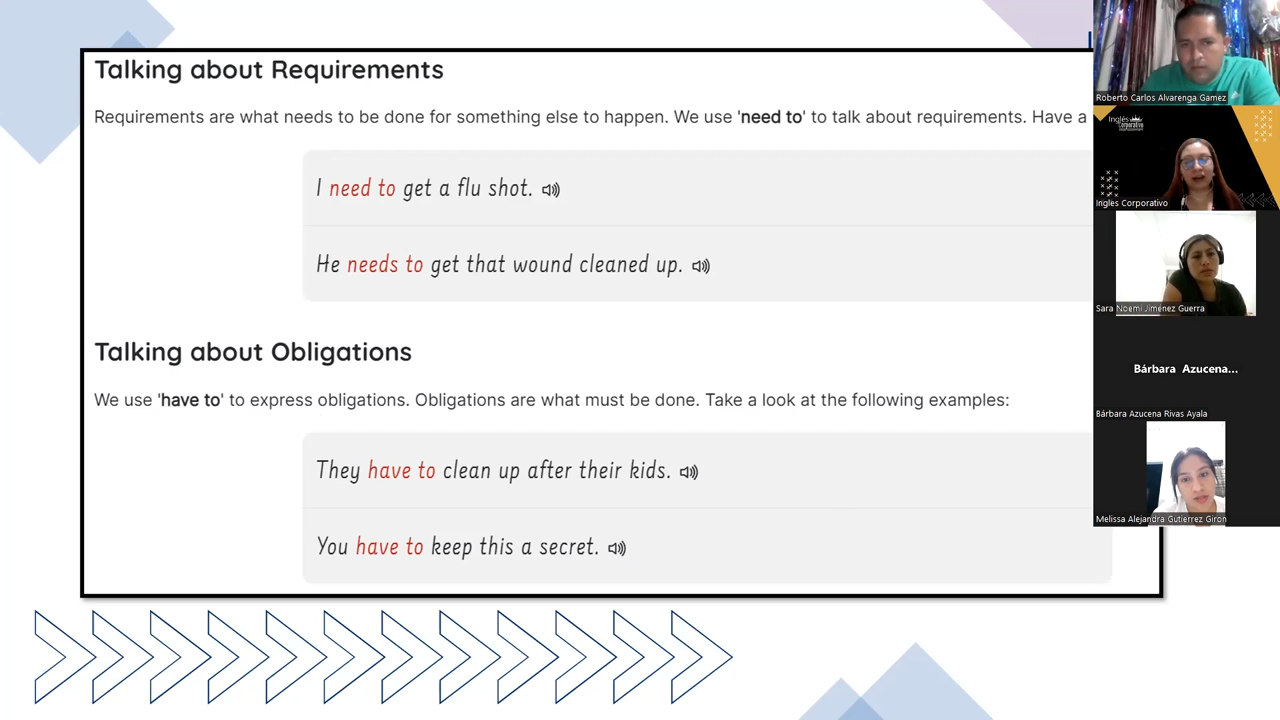 Talking about Requirements
Requirements are what needs to be done for something else to happen. We use 'need to' to talk about requirements. Have a
I need to get a flu shot.
He needs to get that wound cleaned up.
Talking about Obligations
We use 'have to' to express obligations. Obligations are what must be done. Take a look at the following examples:
They have to clean up after their kids.
You have to keep this a secret.
Roberto Carlos Alvarenga Gamez
Inglés
Corporativo
Ingles Corporativo
Sara Noemi Jiménez Guerra
Bárbara Azucena...
Bárbara Azucena Rivas Ayala
Melissa Alejandra Gutierrez Giron